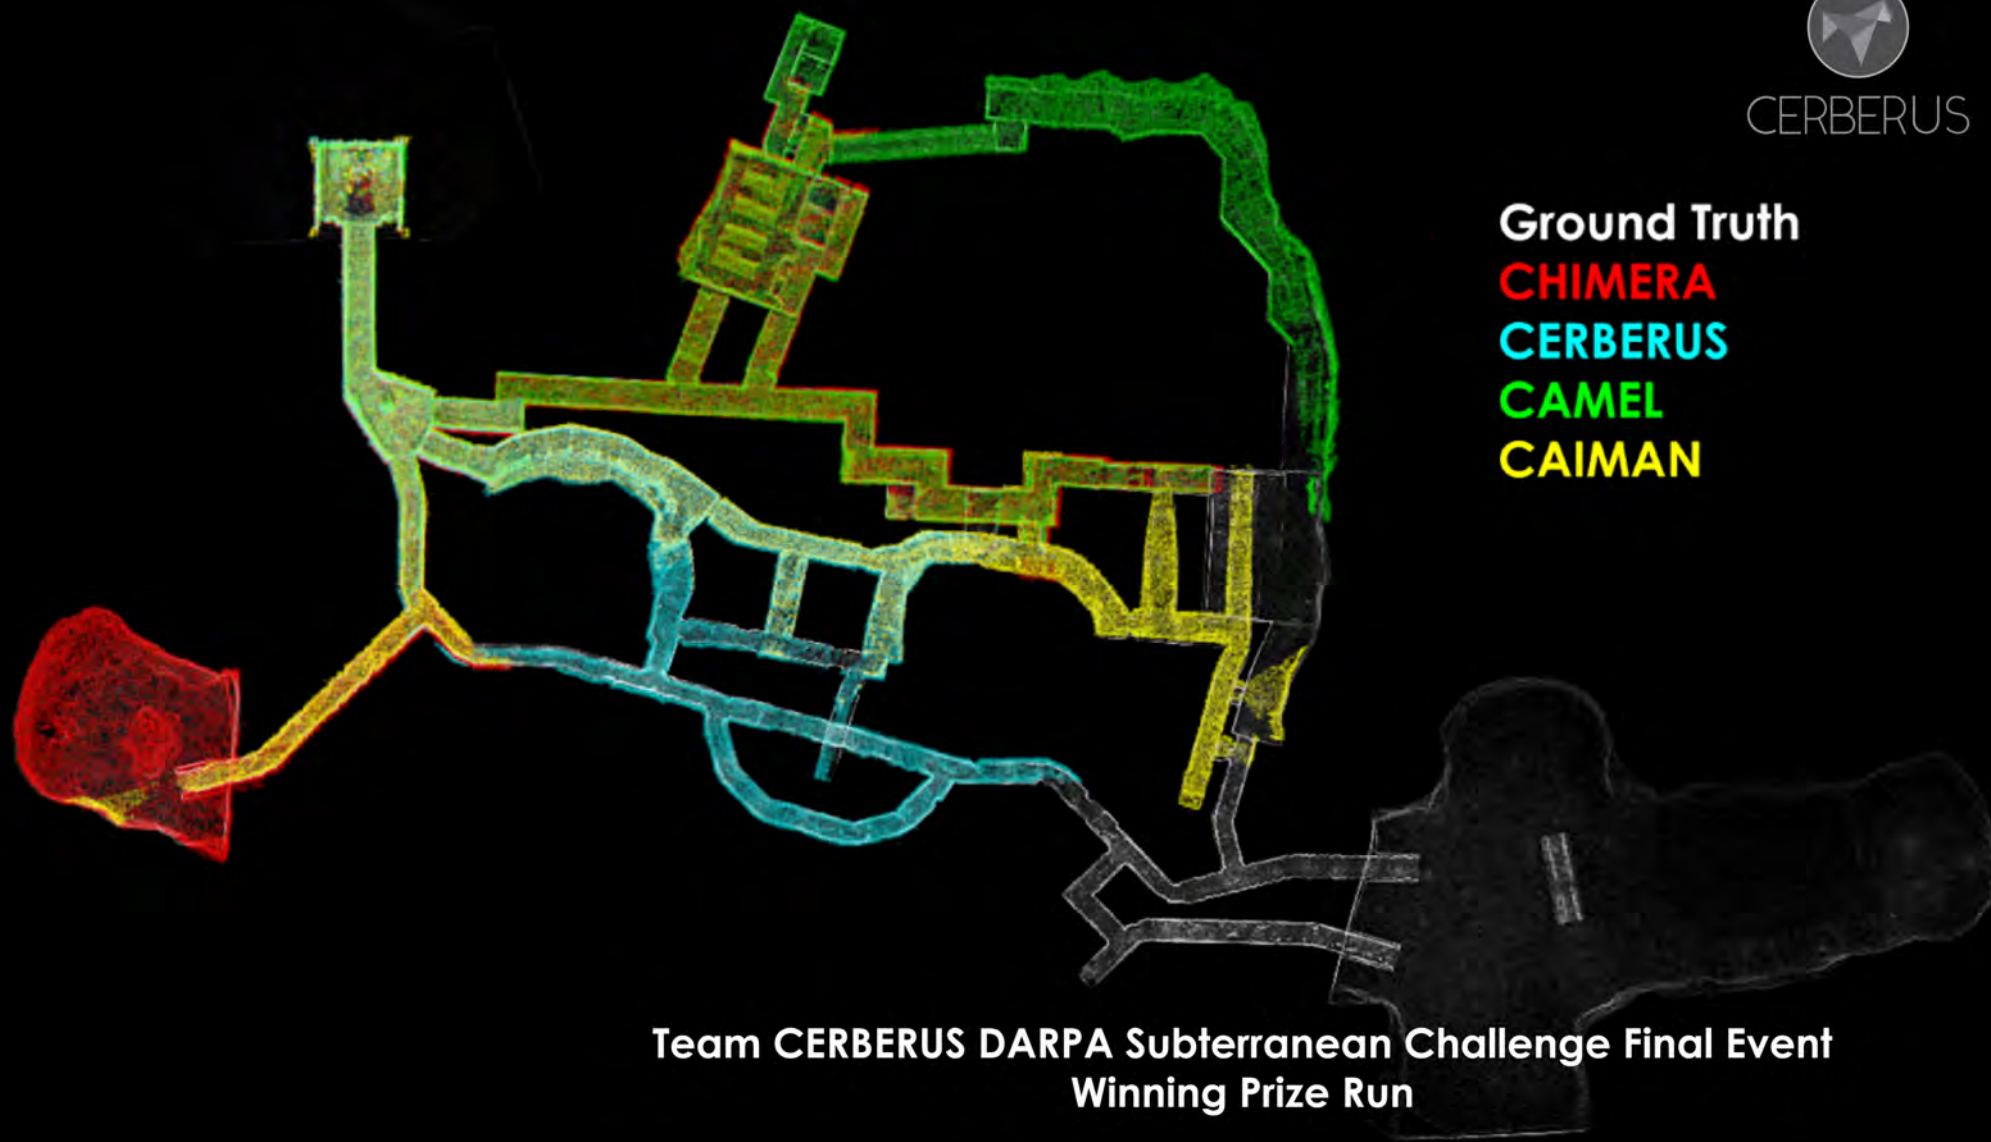 CERBERUS
Ground Truth
CHIMERA
CERBERUS
CAMEL
CAIMAN
Team CERBERUS DARPA Subterranean Challenge Final Event
Winning Prize Run